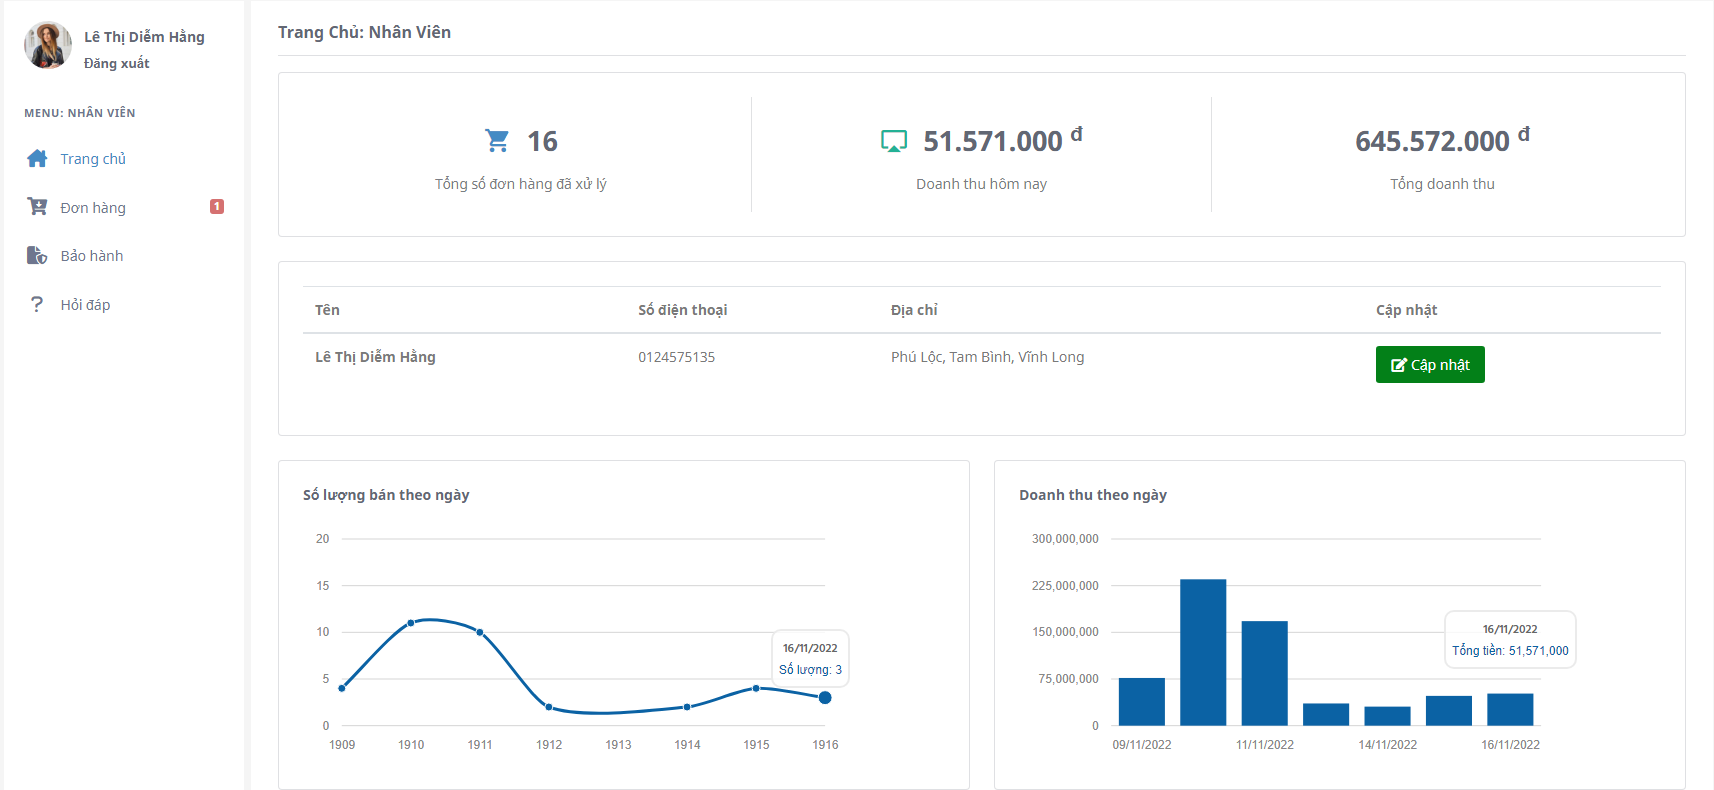 Lê Thị Diễm Hằng
Đăng xuất
MENU: NHÂN VIÊN
Trang chủ
Đơn hàng
1
Bảo hành
Hỏi đáp
Trang Chủ: Nhân Viên
16
Tổng số đơn hàng đã xử lý
51.571.000 đ
Doanh thu hôm nay
645.572.000 đ
Tổng doanh thu
Tên Số điện thoại Địa chỉ Cập nhật
Lê Thị Diễm Hằng 0124575135 Phú Lộc, Tam Bình, Vĩnh Long Cập nhật
Số lượng bán theo ngày
20
15
10
5
0
1909 1910 1911 1912 1913 1914 1915 1916
16/11/2022
Số lượng: 3
Doanh thu theo ngày
300,000,000
225,000,000
150,000,000
75,000,000
0
09/11/2022 11/11/2022 14/11/2022 16/11/2022
16/11/2022
Tổng tiền: 51,571,000